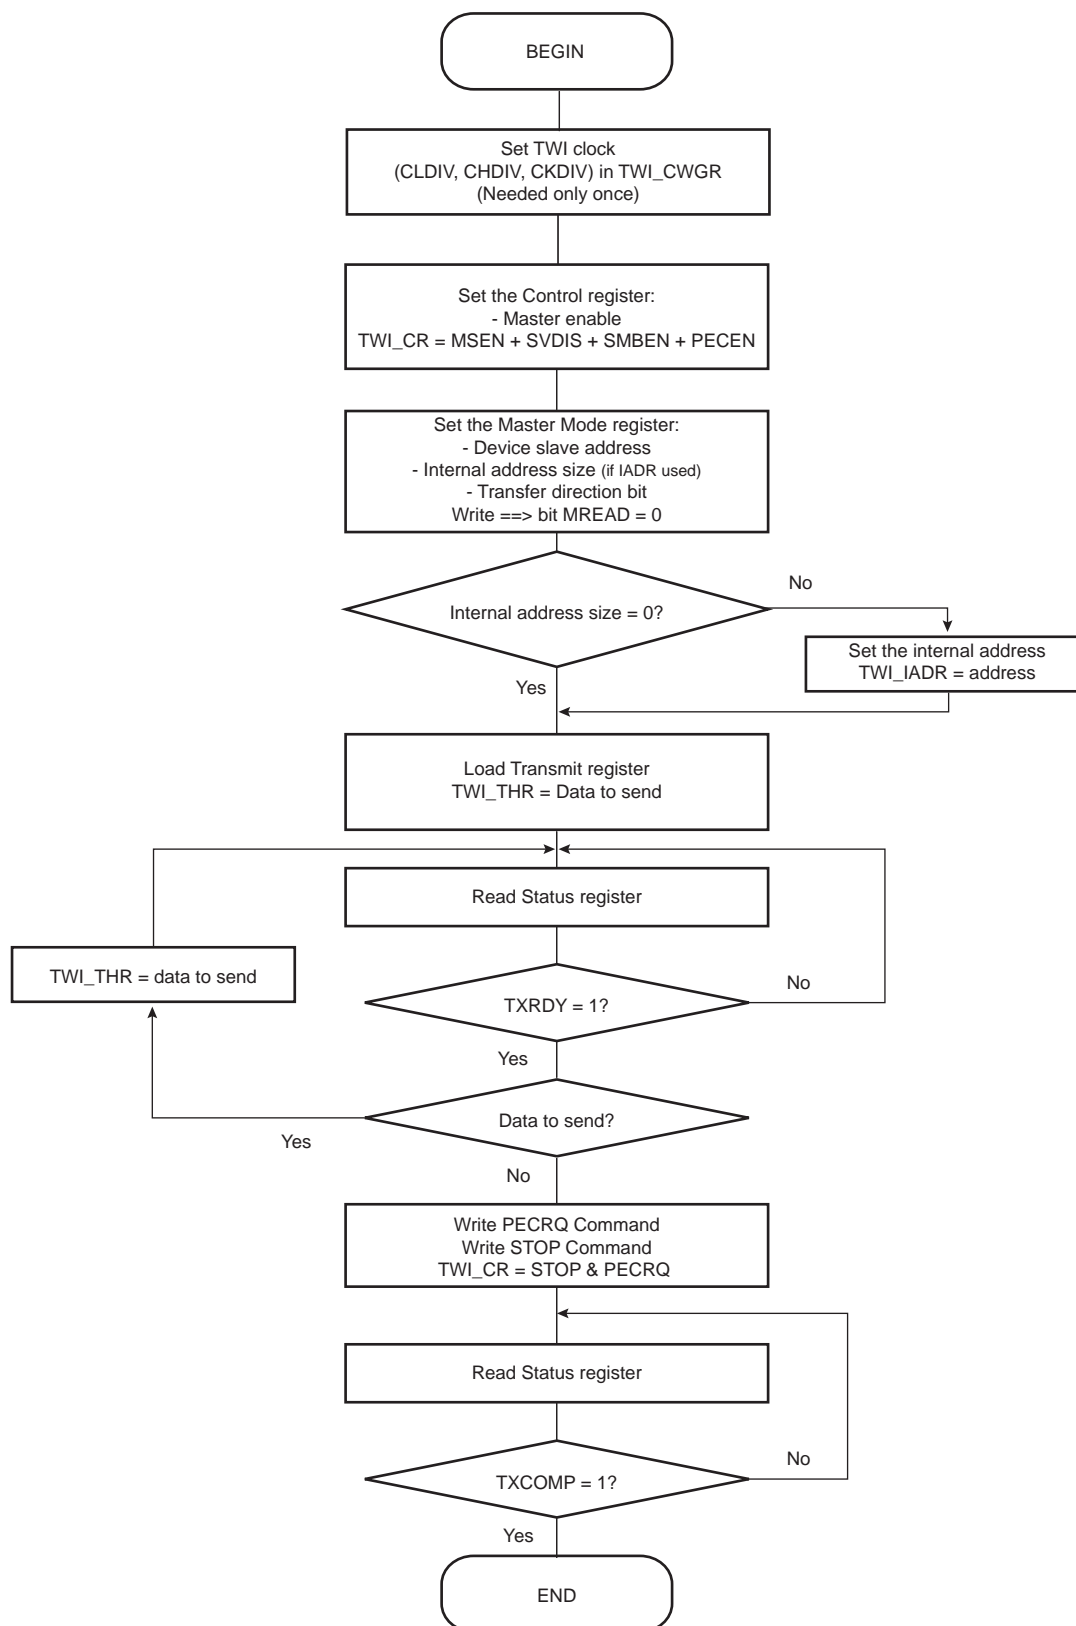 BEGIN
Set TWI clock
(CLDIV, CHDIV, CKDIV) in TWI_CWGR
(Needed only once)
Set the Control register:
- Master enable
TWI_CR = MSEN + SVDIS + SMBEN + PECEN
Set the Master Mode register:
- Device slave address
- Internal address size (if IADR used)
- Transfer direction bit
Write ==> bit MREAD = 0
No
Internal address size = 0?
Set the internal address
TWI_IADR = address
Yes
Load Transmit register
TWI_THR = Data to send
Read Status register
TWI_THR = data to send
No
TXRDY = 1?
Yes
Data to send?
Yes
No
Write PECRQ Command
Write STOP Command
TWI_CR = STOP & PECRQ
Read Status register
No
TXCOMP = 1?
Yes
END